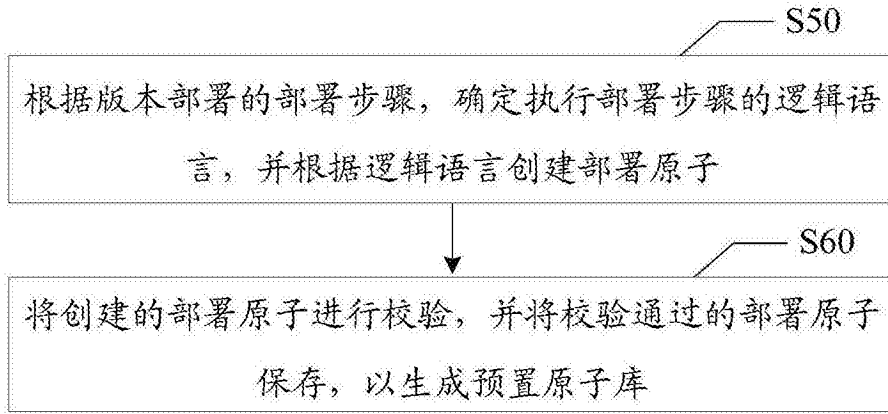 S50
根据版本部署的部署步骤，确定执行部署步骤的逻辑语
言，并根据逻辑语言创建部署原子
S60
将创建的部署原子进行校验，并将校验通过的部署原子
保存，以生成预置原子库